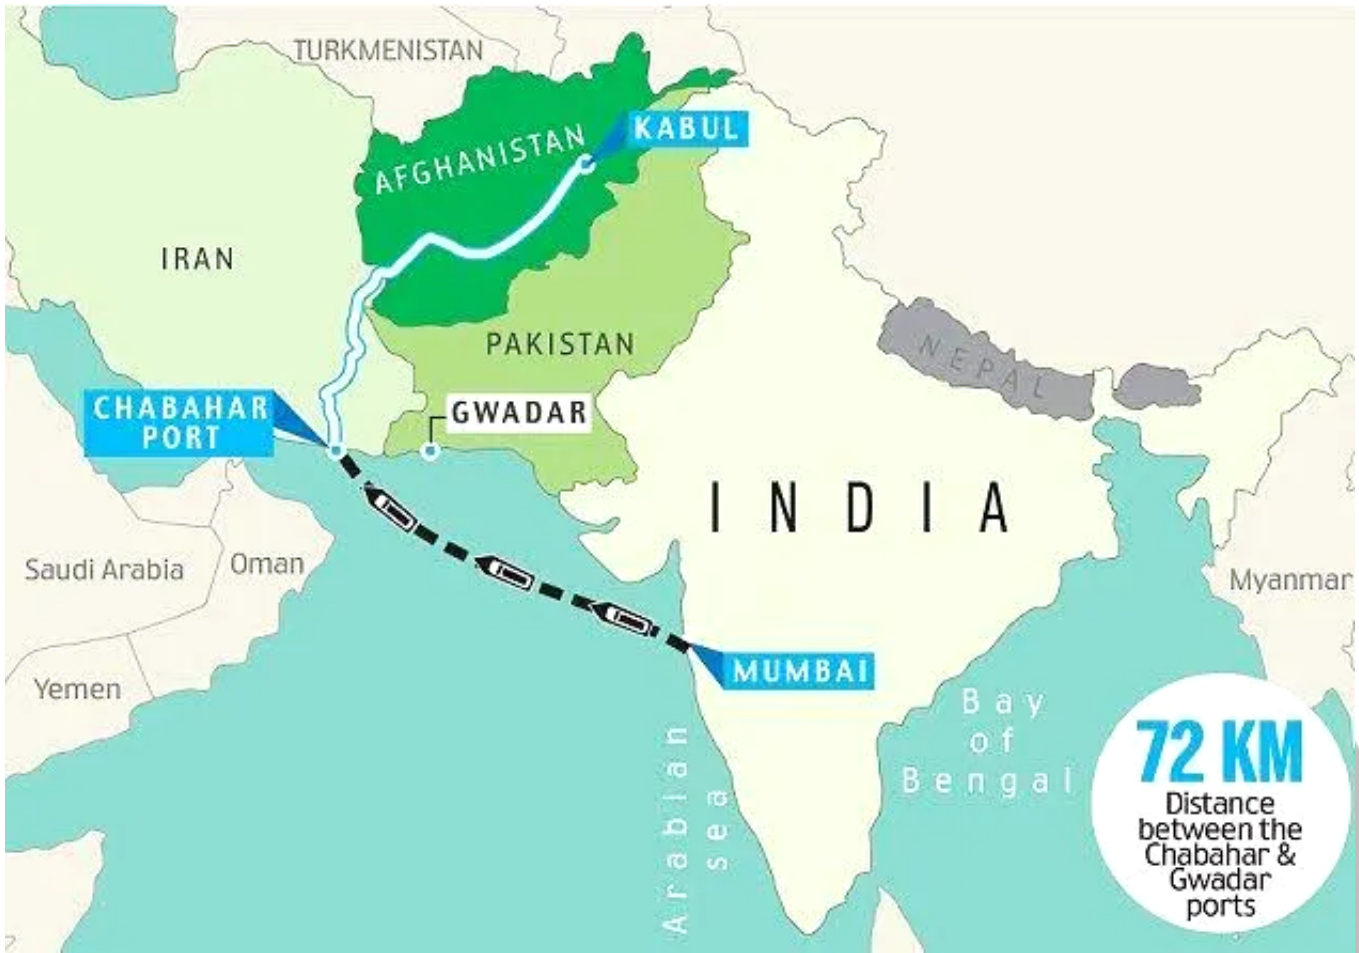 TURKMENISTAN
AFGHANISTAN
KABUL
IRAN
PAKISTAN
NEPAL
CHABAHAR
PORT
GWADAR
INDIA
Saudi Arabia
Oman
Myanmar
Yemen
MUMBAI
Bay
of
Bengal
Arabian
sea
72 KM
Distance
between the
Chabahar &
Gwadar
ports